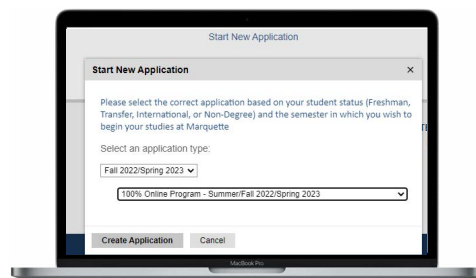 Start New Application
Start New Application ×
Please select the correct application based on your student status (Freshman,
Transfer, International, or Non-Degree) and the semester in which you wish to
begin your studies at Marquette
Select an application type:
Fall 2022/Spring 2023
100% Online Program - Summer/Fall 2022/Spring 2023
Create Application Cancel
MacBook Pro